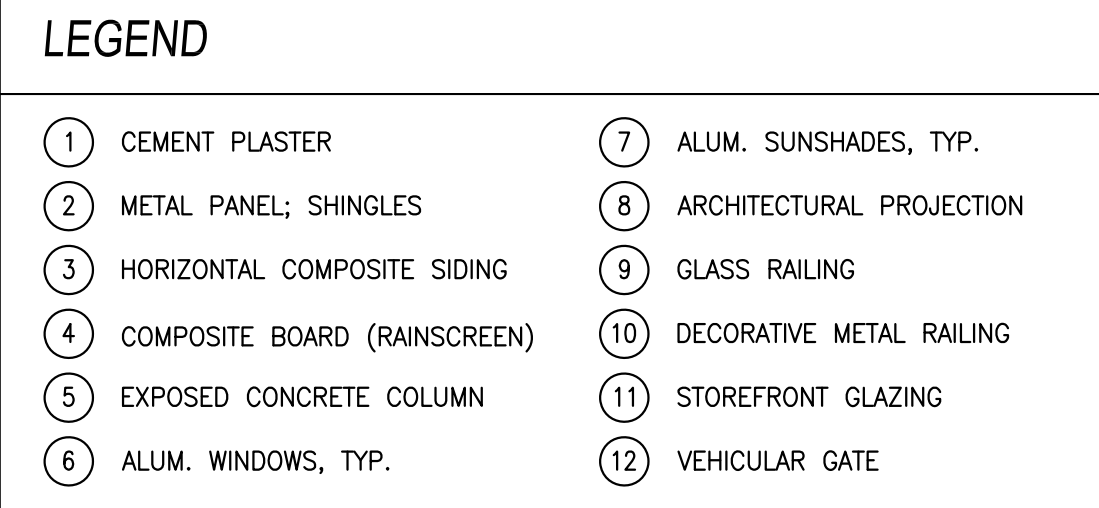 LEGEND
1 CEMENT PLASTER
2 METAL PANEL; SHINGLES
3 HORIZONTAL COMPOSITE SIDING
4 COMPOSITE BOARD (RAINSCREEN)
5 EXPOSED CONCRETE COLUMN
6 ALUM. WINDOWS, TYP.
7 ALUM. SUNSHADES, TYP.
8 ARCHITECTURAL PROJECTION
9 GLASS RAILING
10 DECORATIVE METAL RAILING
11 STOREFRONT GLAZING
12 VEHICULAR GATE